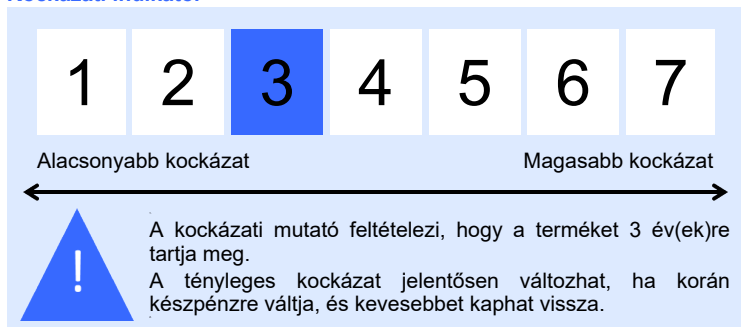 1 2 3 4 5 6 7
Alacsonyabb kockázat Magasabb kockázat
A kockázati mutató feltételezi, hogy a terméket 3 év(ek)re
tartja meg.
A tényleges kockázat jelentősen változhat, ha korán
készpénzre váltja, és kevesebbet kaphat vissza.
!